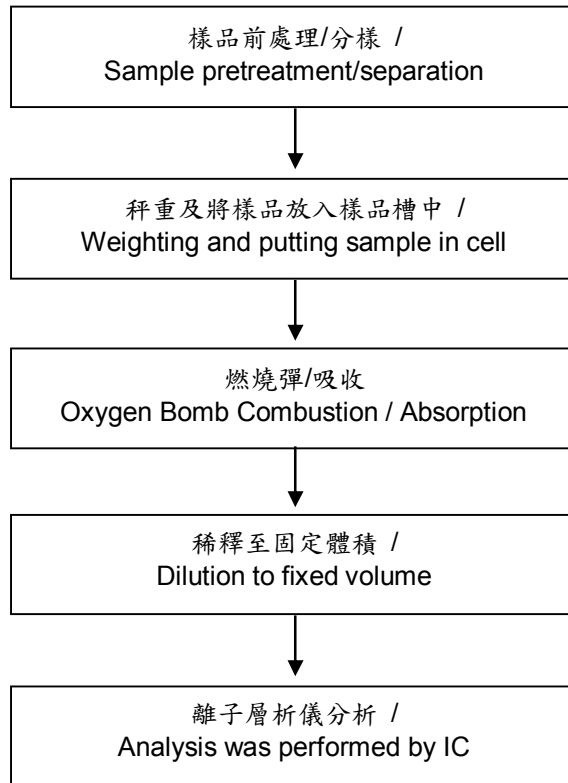 樣品前處理/分樣 /
Sample pretreatment/separation
秤重及將樣品放入樣品槽中 /
Weighting and putting sample in cell
燃燒彈/吸收
Oxygen Bomb Combustion / Absorption
稀釋至固定體積 /
Dilution to fixed volume
離子層析儀分析 /
Analysis was performed by IC